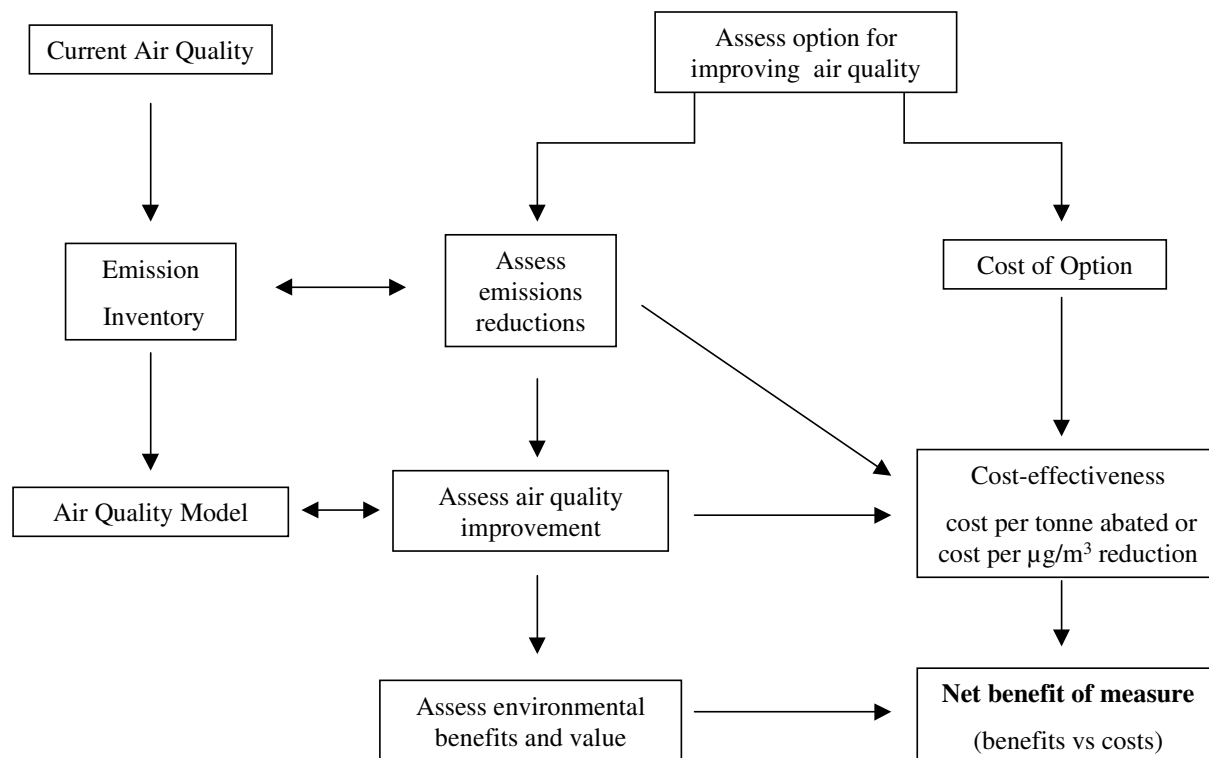 Current Air Quality
Assess option for
improving air quality
Emission
Inventory
Assess
emissions
reductions
Cost of Option
Air Quality Model
Assess air quality
improvement
Cost-effectiveness
cost per tonne abated or
cost per µg/m³ reduction
Assess environmental
benefits and value
Net benefit of measure
(benefits vs costs)